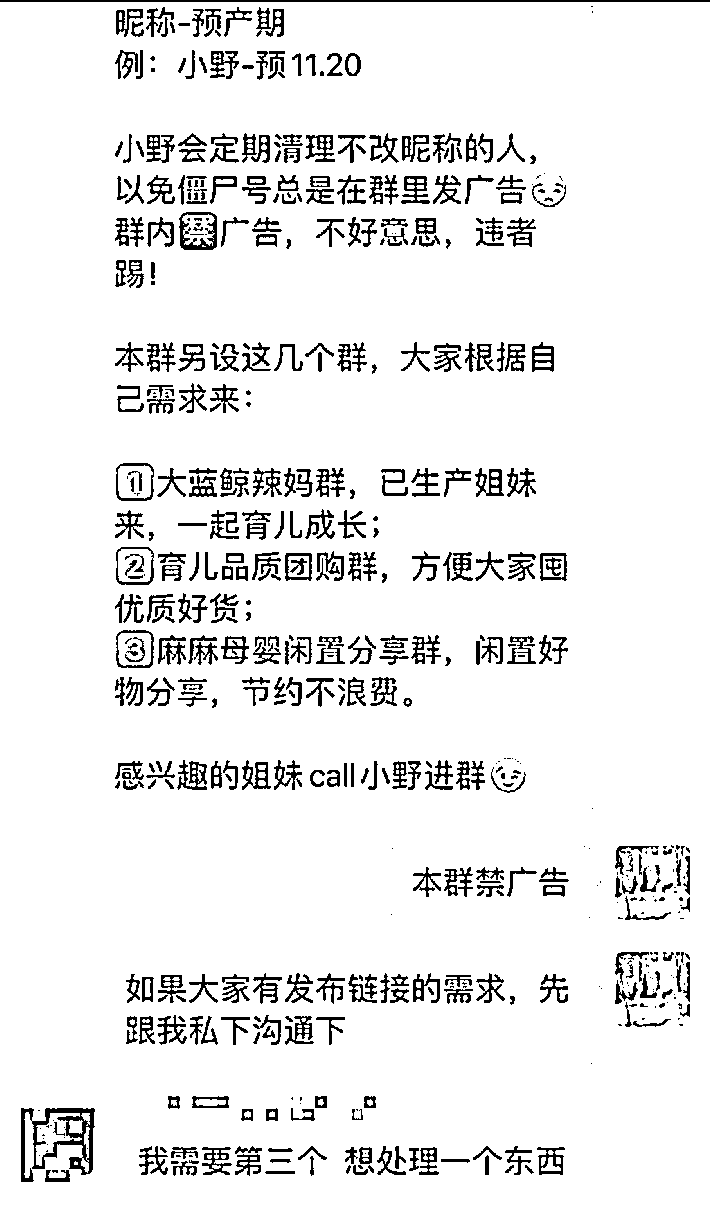 昵称-预产期
例：小野-预11.20
小野会定期清理不改昵称的人，
以免僵尸号总是在群里发广告😔
群内🈲广告，不好意思，违者
踢！
本群另设这几个群，大家根据自
己需求来：
1️⃣大蓝鲸辣妈群，已生产姐妹
来，一起育儿成长；
2️⃣育儿品质团购群，方便大家囤
优质好货；
3️⃣麻麻母婴闲置分享群，闲置好
物分享，节约不浪费。
感兴趣的姐妹call小野进群😉
本群禁广告
如果大家有发布链接的需求，先
跟我私下沟通下
我需要第三个 想处理一个东西